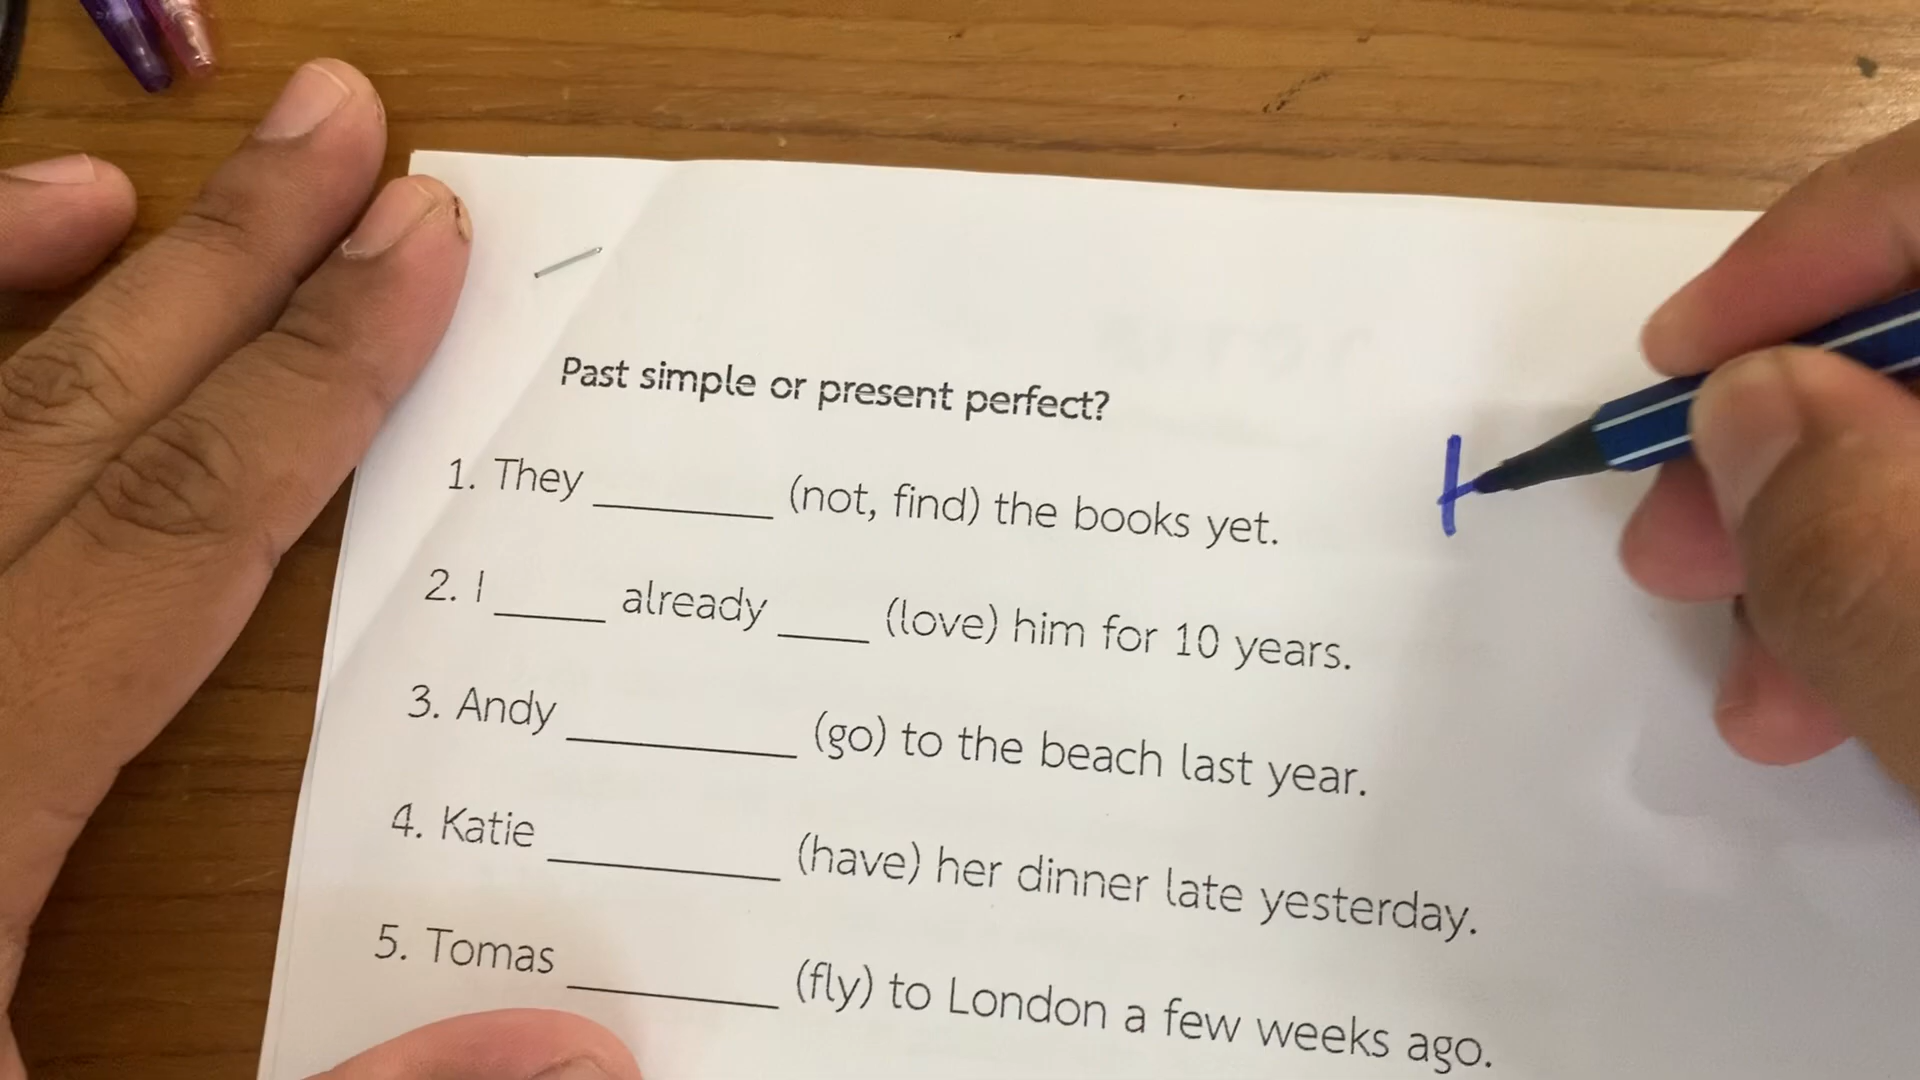 Past simple or present perfect?
1. They ________ (not, find) the books yet.
2. I _____ already ____ (love) him for 10 years.
3. Andy __________ (go) to the beach last year.
4. Katie __________ (have) her dinner late yesterday.
5. Tomas _________ (fly) to London a few weeks ago.